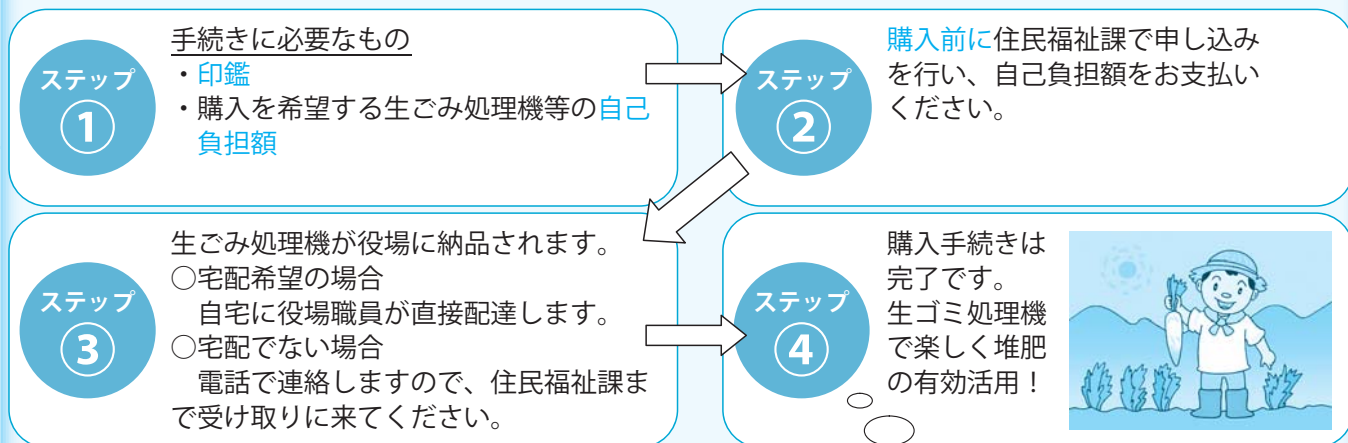 ステップ
①
手続きに必要なもの
・印鑑
・購入を希望する生ごみ処理機等の自己
負担額
ステップ
②
購入前に住民福祉課で申し込み
を行い、自己負担額をお支払い
ください。
ステップ
③
生ごみ処理機が役場に納品されます。
○宅配希望の場合
自宅に役場職員が直接配達します。
○宅配でない場合
電話で連絡しますので、住民福祉課ま
で受け取りに来てください。
ステップ
④
購入手続きは
完了です。
生ゴミ処理機
で楽しく堆肥
の有効活用！